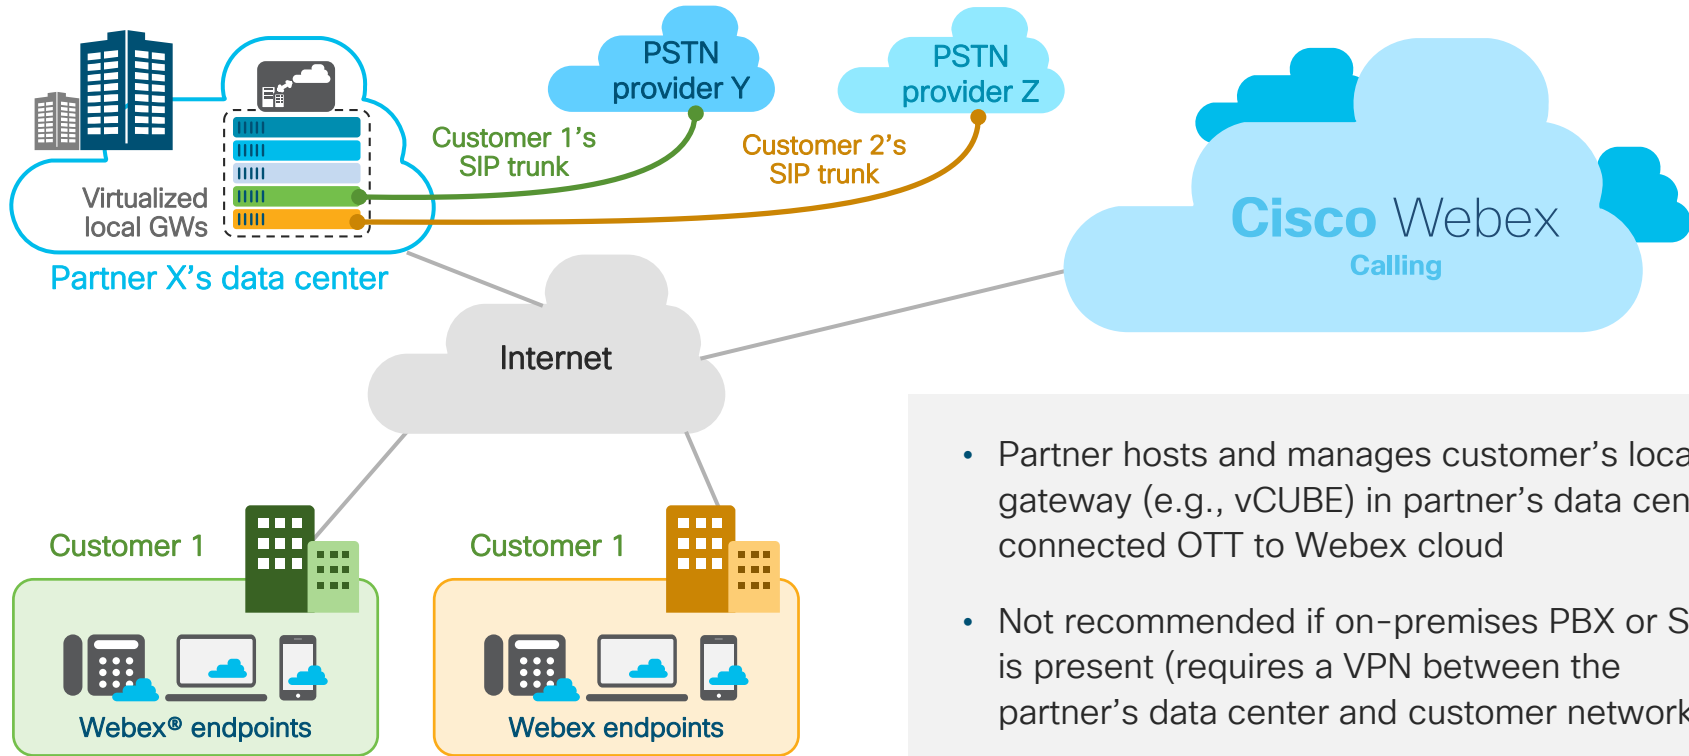 PSTN
provider Y
PSTN
provider Z
Customer 1's
SIP trunk
Customer 2's
SIP trunk
Virtualized
local GWs
Partner X's data center
Cisco Webex
Calling
Internet
• Partner hosts and manages customer's
gateway (e.g., vCUBE) in partner's data
connected OTT to Webex cloud
• Not recommended if on-premises PBX or
is present (requires a VPN between the
partner's data center and customer network
Customer 1
Customer 1
Webex® endpoints
Webex endpoints